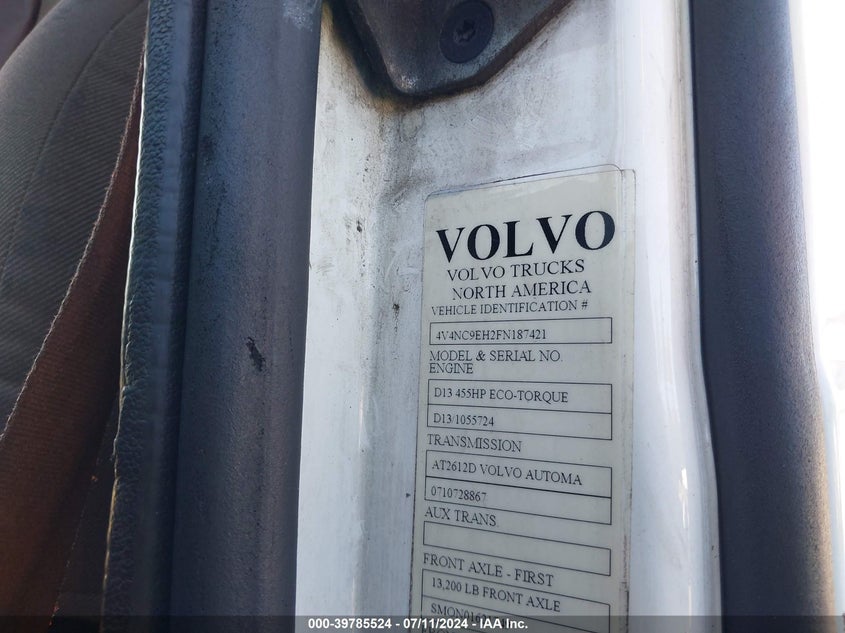 VOLVO
VOLVO TRUCKS
NORTH AMERICA
VEHICLE IDENTIFICATION #
4V4NC9EH2FN187421
MODEL & SERIAL NO.
ENGINE
D13 455HP ECO-TORQUE
D13/1055724
TRANSMISSION
AT2612D VOLVO AUTOMA
0710728867
AUX TRANS.
FRONT AXLE - FIRST
13,200 LB FRONT AXLE
000-39785524 - 07/11/2024 - IAA Inc.